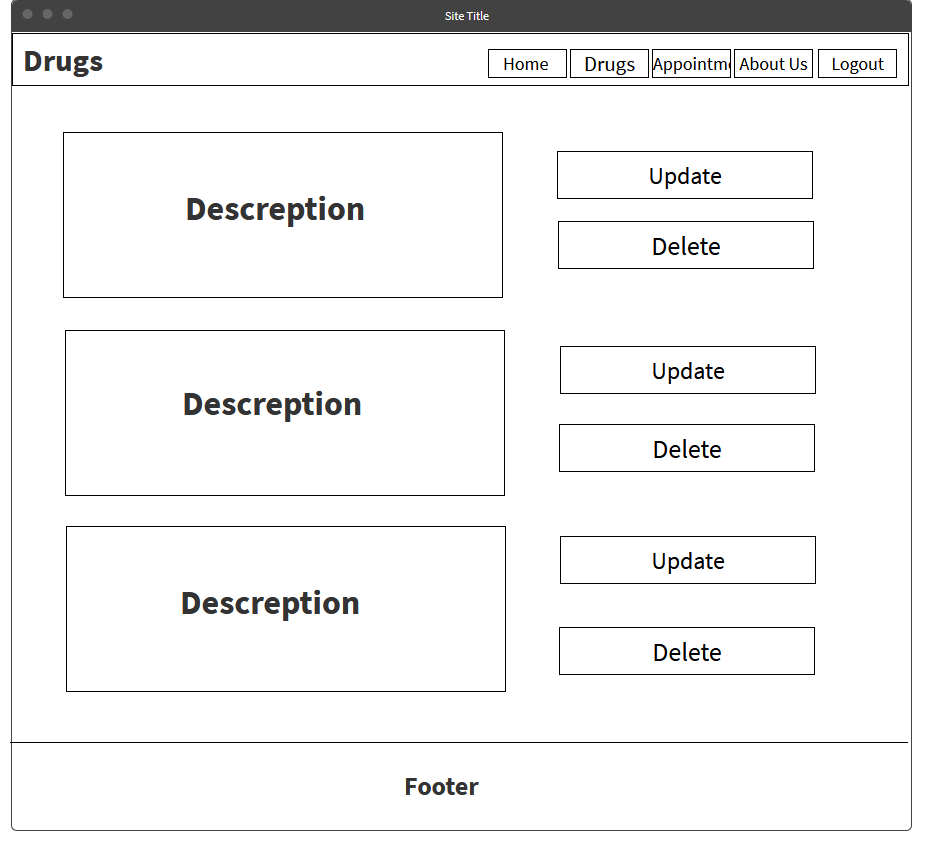 Site Title
Drugs
Home
Drugs
Appointm
About Us
Logout
Descreption
Update
Delete
Descreption
Update
Delete
Descreption
Update
Delete
Footer